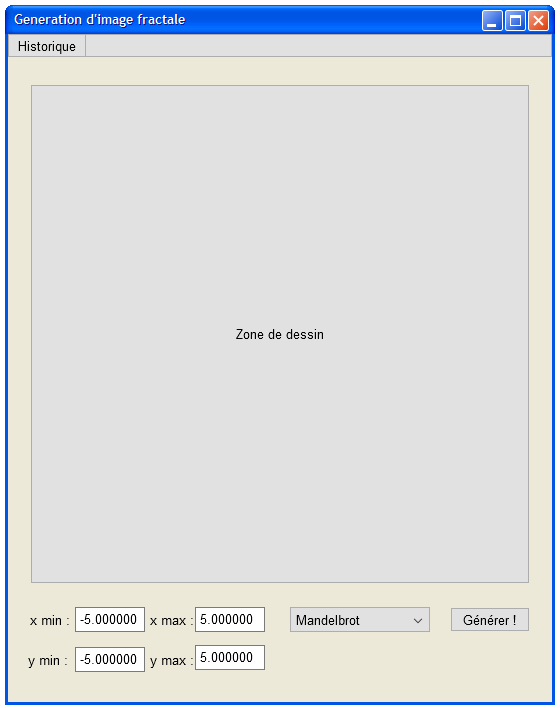 Generation d'image fractale
Historique
Zone de dessin
x min : -5.000000 x max : 5.000000 Mandelbrot Générer !
y min : -5.000000 y max : 5.000000